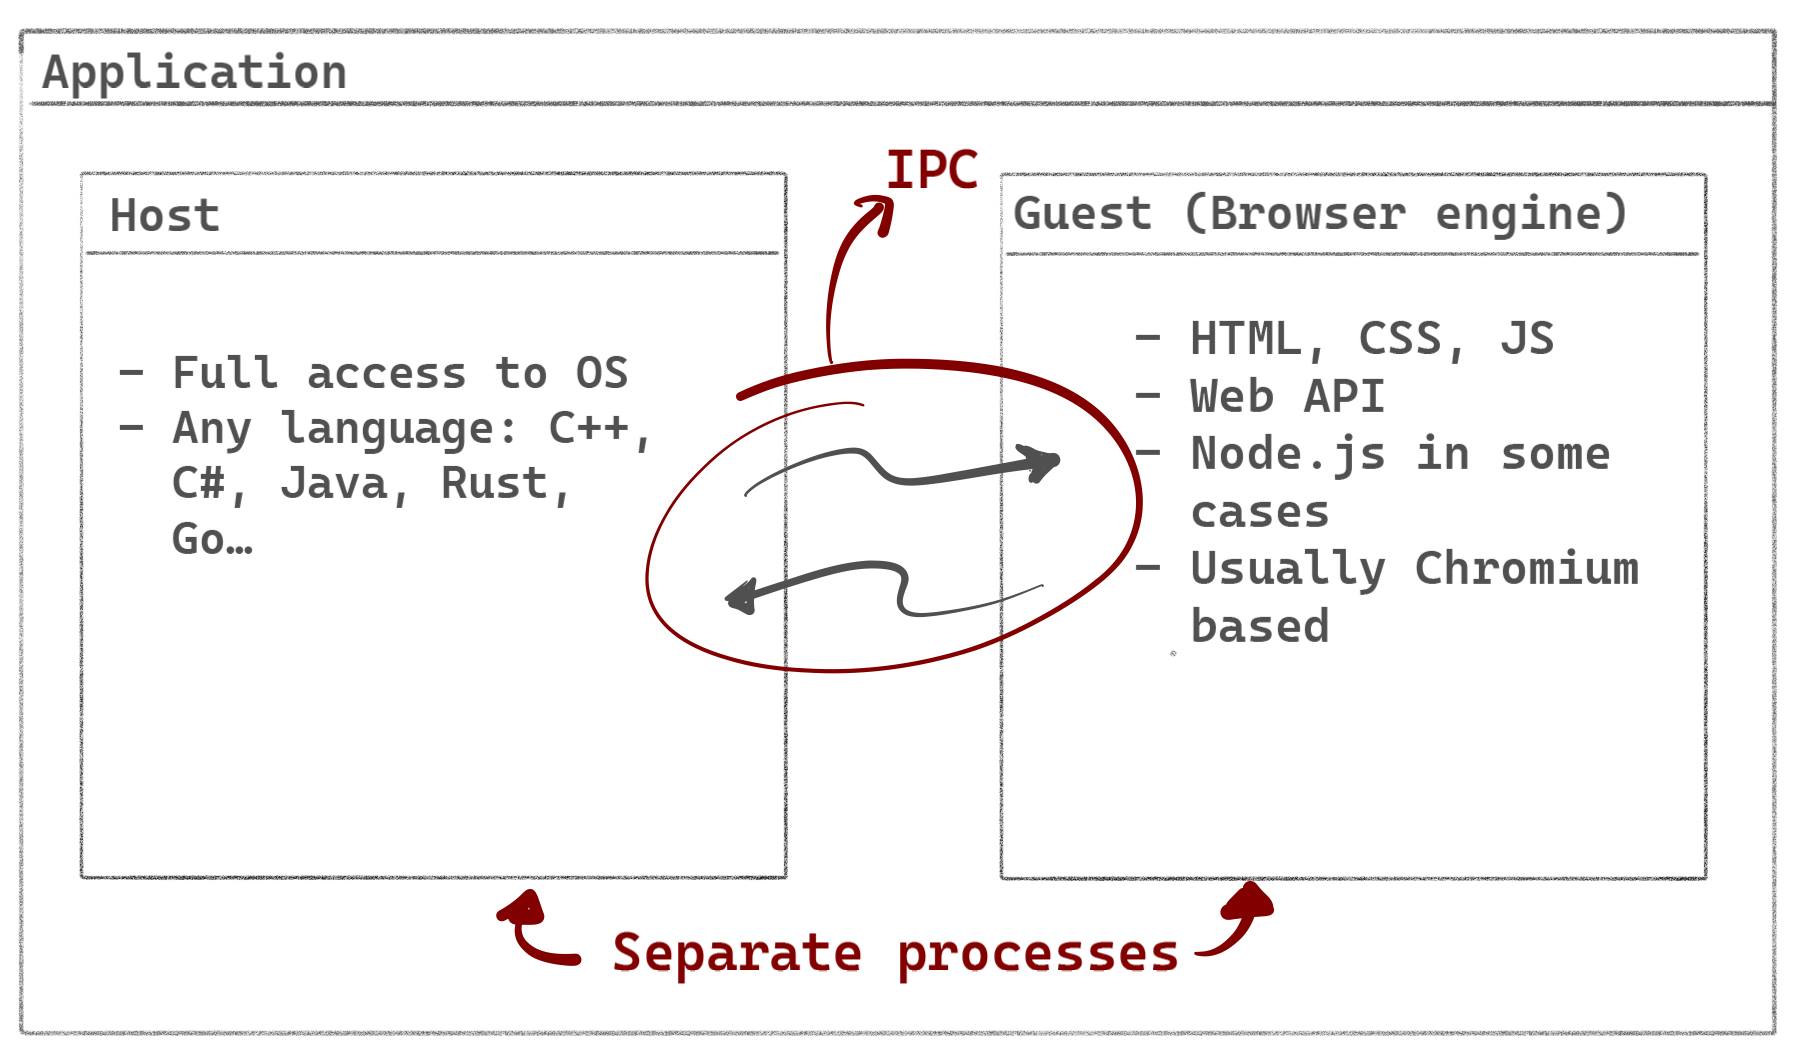 Application
IPC
Host
Guest (Browser engine)
- Full access to OS
- Any language: C++,
C#, Java, Rust,
Go…
- HTML, CSS, JS
- Web API
- Node.js in some
cases
- Usually Chromium
based
Separate processes